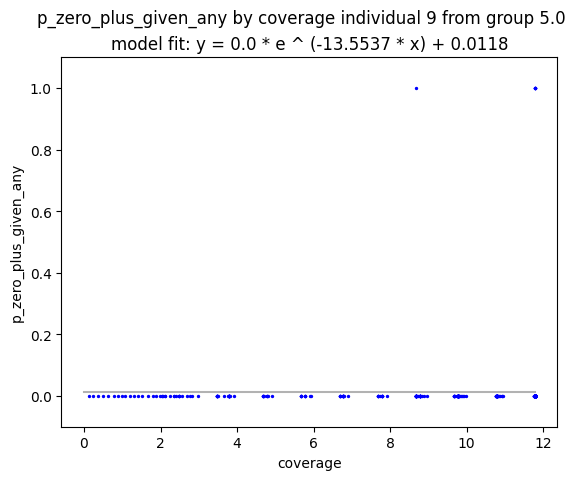 p_zero_plus_given_any by coverage individual 9 from group 5.0
model fit: y = 0.0 * e ^ (-13.5537 * x) + 0.0118
p_zero_plus_given_any
1.0
0.8
0.6
0.4
0.2
0.0
0 2 4 6 8 10 12
coverage